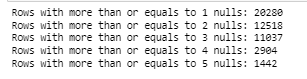 Rows with more than or equals to 1 nulls: 20280
Rows with more than or equals to 2 nulls: 12518
Rows with more than or equals to 3 nulls: 11037
Rows with more than or equals to 4 nulls: 2904
Rows with more than or equals to 5 nulls: 1442